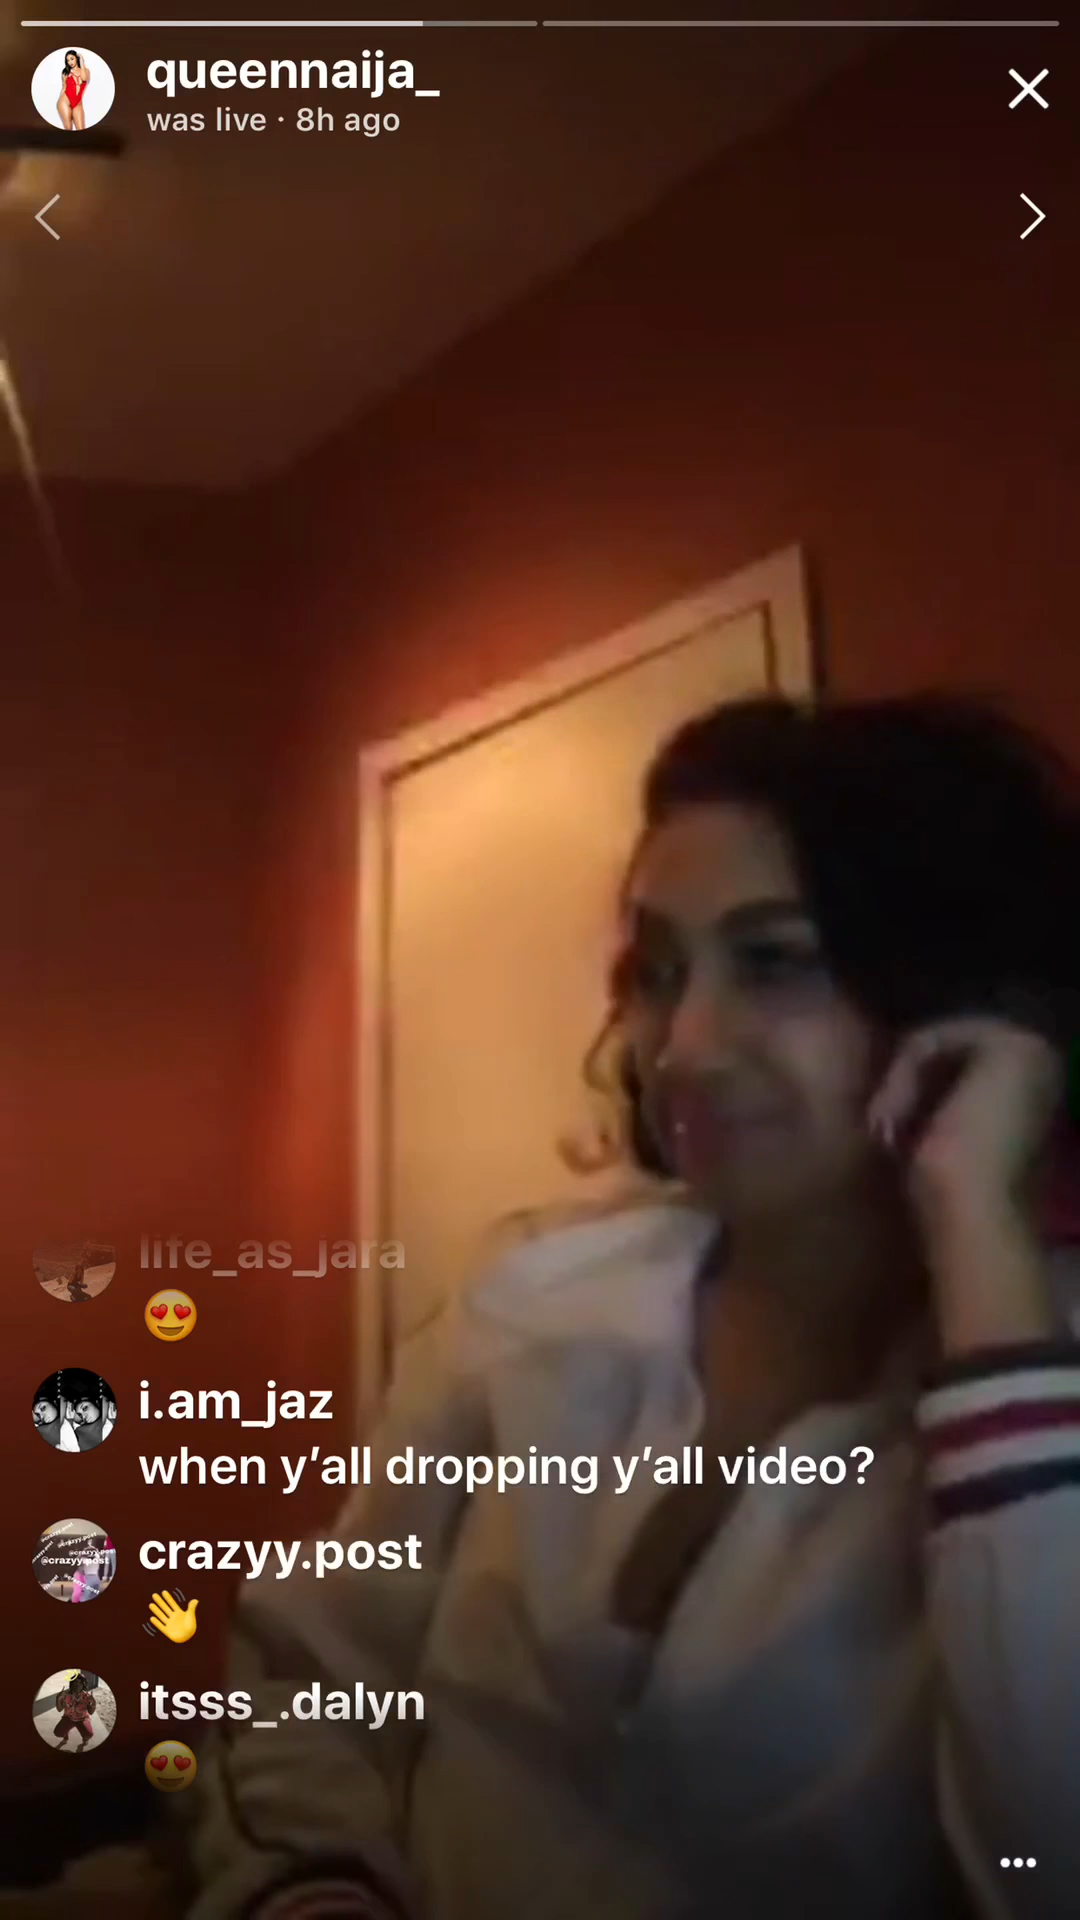 queennaija_
was live · 8h ago
life_as_jara
😍
i.am_jaz
when y’all dropping y’all video?
crazyy.post
👋
itsss_.dalyn
😍